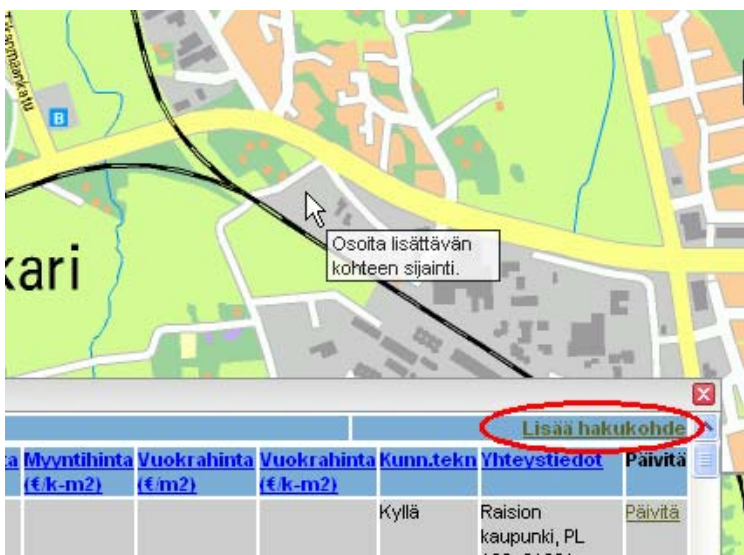 B
Osoita lisättävän
kohteen sijainti.
kari
Lisää hakukohde
Myyntihinta Vuokrahinta Vuokrahinta Kunn.tekn Yhteystiedot Päivitä
(€/k-m2) (€/m2) (€/k-m2)
Kyllä Raision Päivitä
kaupunki, PL